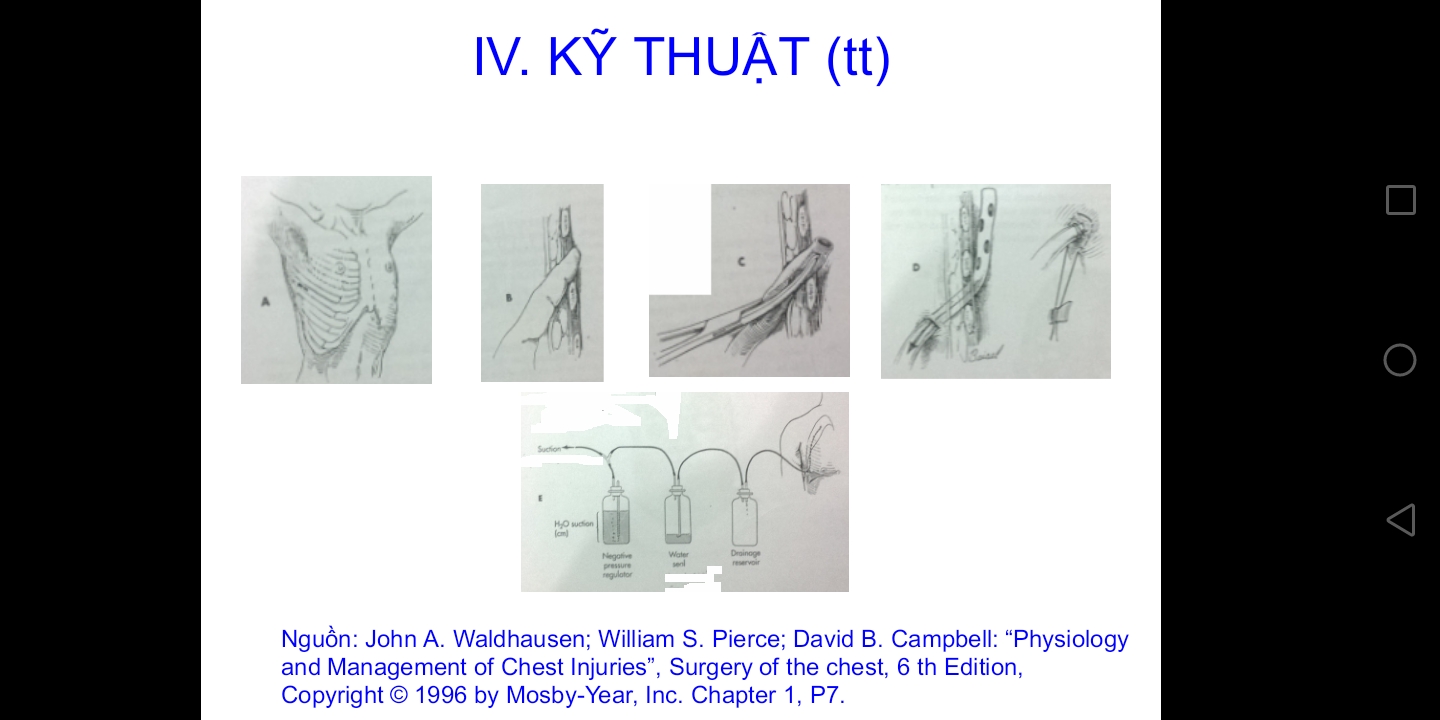 IV. KỸ THUẬT (tt)
A
B
C
D
Suction
E
H₂O suction
(cm)
Negative
pressure
regulator
Water
seal
Drainage
reservoir
Nguồn: John A. Waldhausen; William S. Pierce; David B. Campbell: “Physiology
and Management of Chest Injuries”, Surgery of the chest, 6 th Edition,
Copyright © 1996 by Mosby-Year, Inc. Chapter 1, P7.